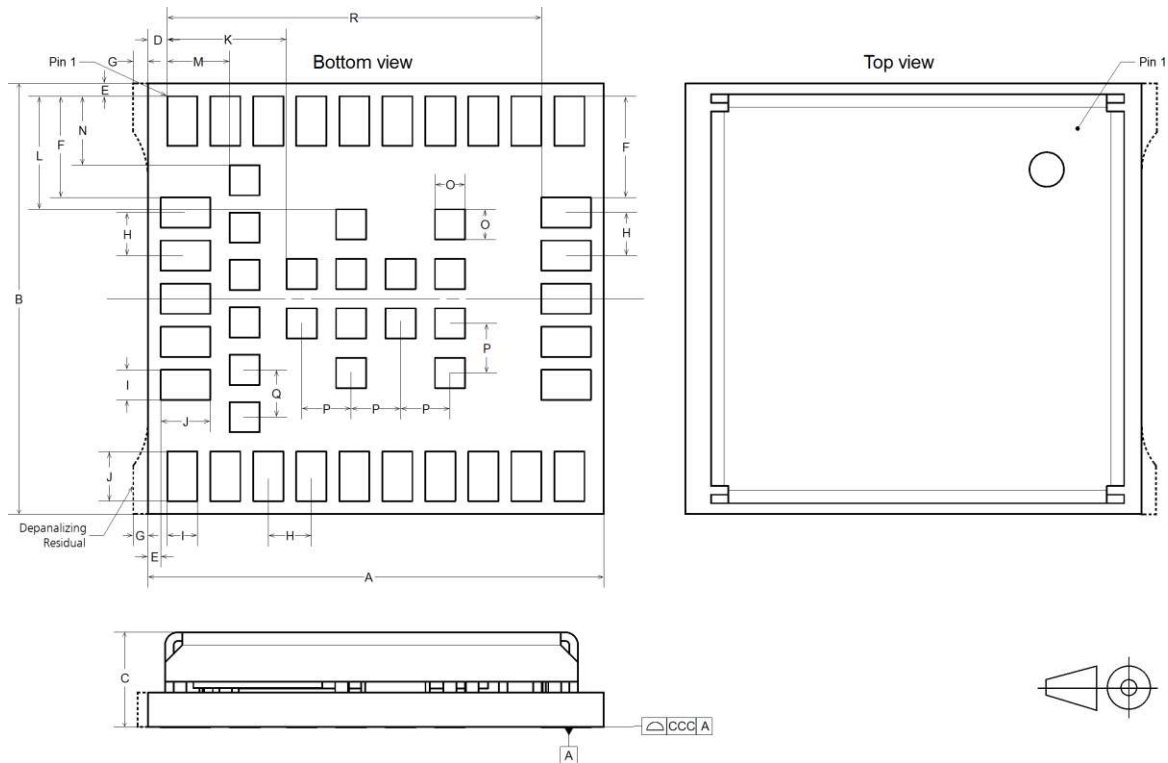 R
D
K
Pin 1
G
M
Bottom view
Top view
Pin 1
E
N
F
L
F
O
O
H
H
B
P
I
Q
P
P
P
J
J
Depanalizing
Residual
G
I
H
E
A
C
CCC A
A